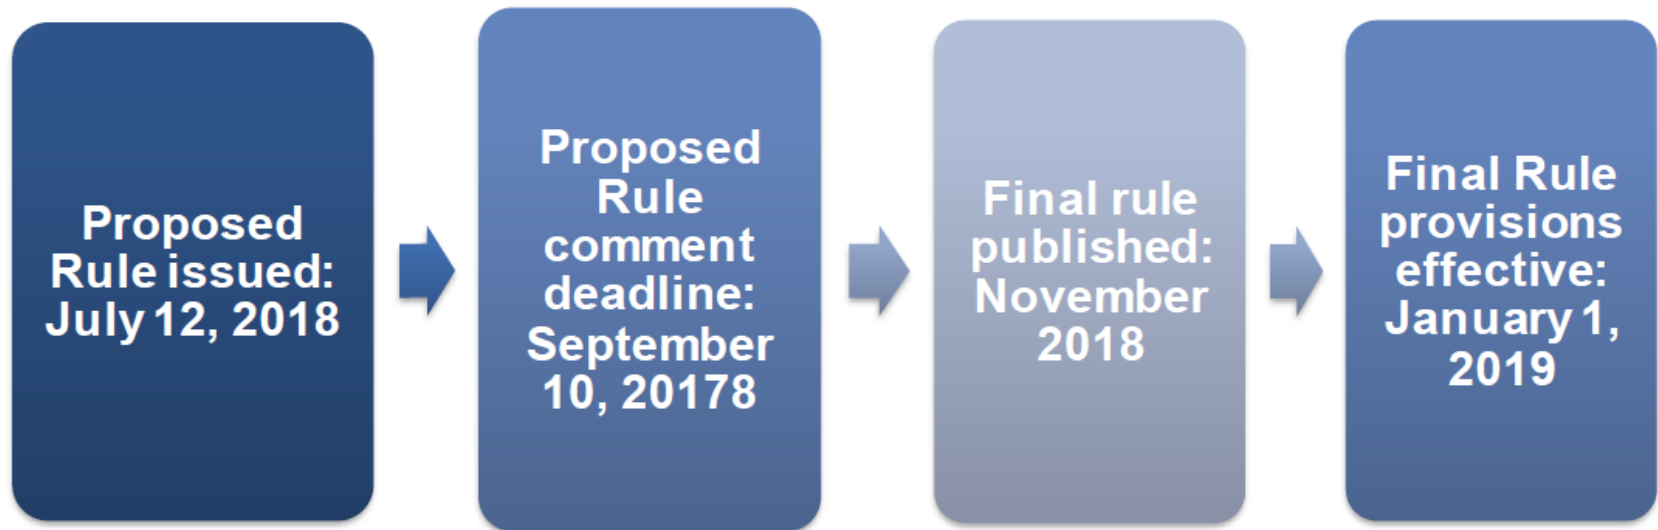 Proposed
Rule issued:
July 12, 2018
Proposed
Rule
comment
deadline:
September
10, 20178
Final rule
published:
November
2018
Final Rule
provisions
effective:
January 1,
2019